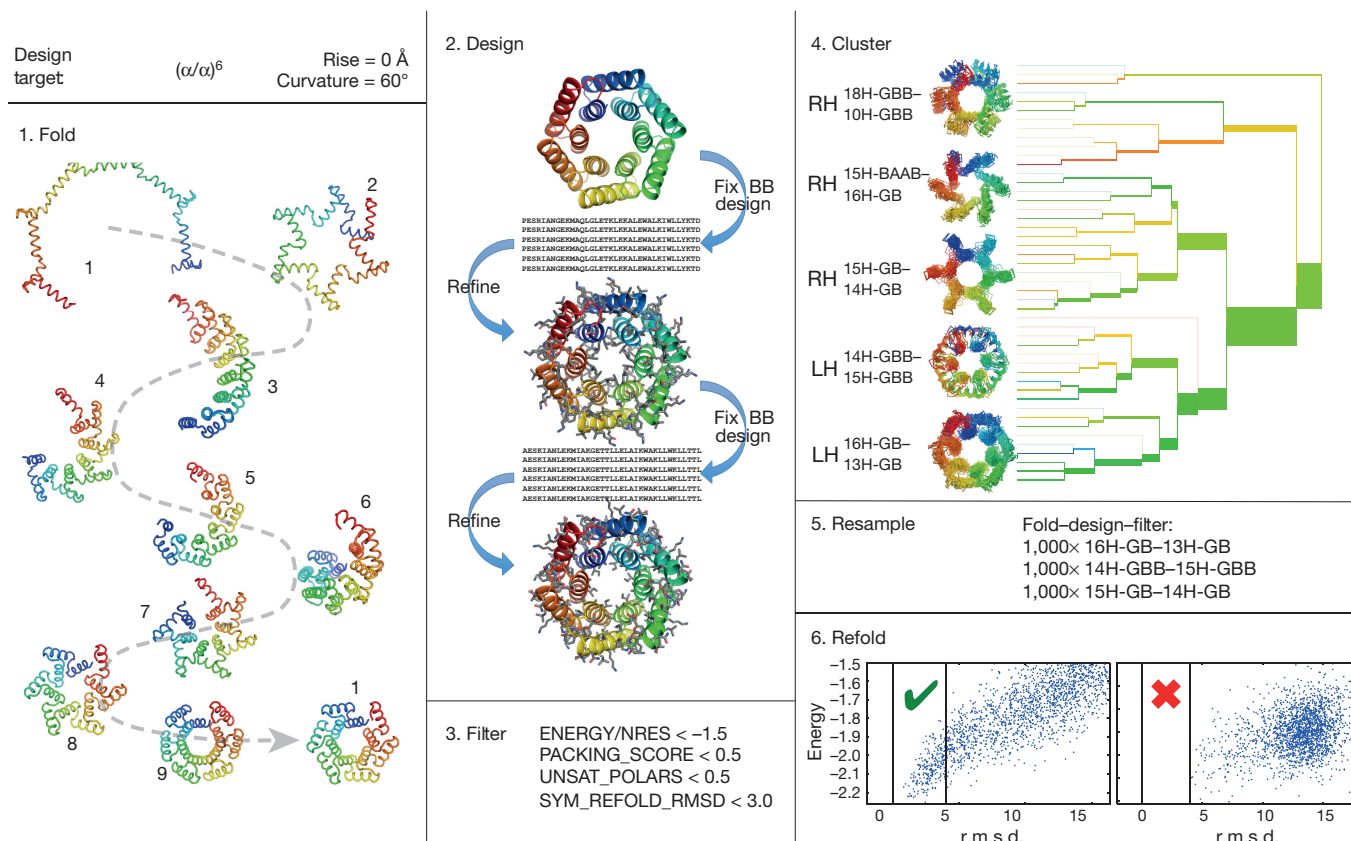 Design
target
(α/α)⁶
Rise = 0 Å
Curvature = 60°
1. Fold
1
2
3
4
5
6
7
8
9
1
2. Design
Fix BB
design
PESRIANGEKMAQLGLETKLKKALEWALKIWLLYKTD
PESRIANGEKMAQLGLETKLKKALEWALKIWLLYKTD
PESRIANGEKMAQLGLETKLKKALEWALKIWLLYKTD
PESRIANGEKMAQLGLETKLKKALEWALKIWLLYKTD
PESRIANGEKMAQLGLETKLKKALEWALKIWLLYKTD
PESRIANGEKMAQLGLETKLKKALEWALKIWLLYKTD
Refine
Fix BB
design
AESKIANLEKMIAKGETTLLELAIKWAKLLWKLLTTL
AESKIANLEKMIAKGETTLLELAIKWAKLLWKLLTTL
AESKIANLEKMIAKGETTLLELAIKWAKLLWKLLTTL
AESKIANLEKMIAKGETTLLELAIKWAKLLWKLLTTL
AESKIANLEKMIAKGETTLLELAIKWAKLLWKLLTTL
AESKIANLEKMIAKGETTLLELAIKWAKLLWKLLTTL
Refine
3. Filter
ENERGY/NRES < –1.5
PACKING_SCORE < 0.5
UNSAT_POLARS < 0.5
SYM_REFOLD_RMSD < 3.0
4. Cluster
RH 18H-GBB–
10H-GBB
RH 15H-BAAB–
16H-GB
RH 15H-GB–
14H-GB
LH 14H-GBB–
15H-GBB
LH 16H-GB–
13H-GB
5. Resample
Fold–design–filter:
1,000× 16H-GB–13H-GB
1,000× 14H-GBB–15H-GBB
1,000× 15H-GB–14H-GB
6. Refold
Energy
–1.5
–1.6
–1.7
–1.8
–1.9
–2.0
–2.1
–2.2
0 5 10 15
r.m.s.d.
0 5 10 15
r.m.s.d.